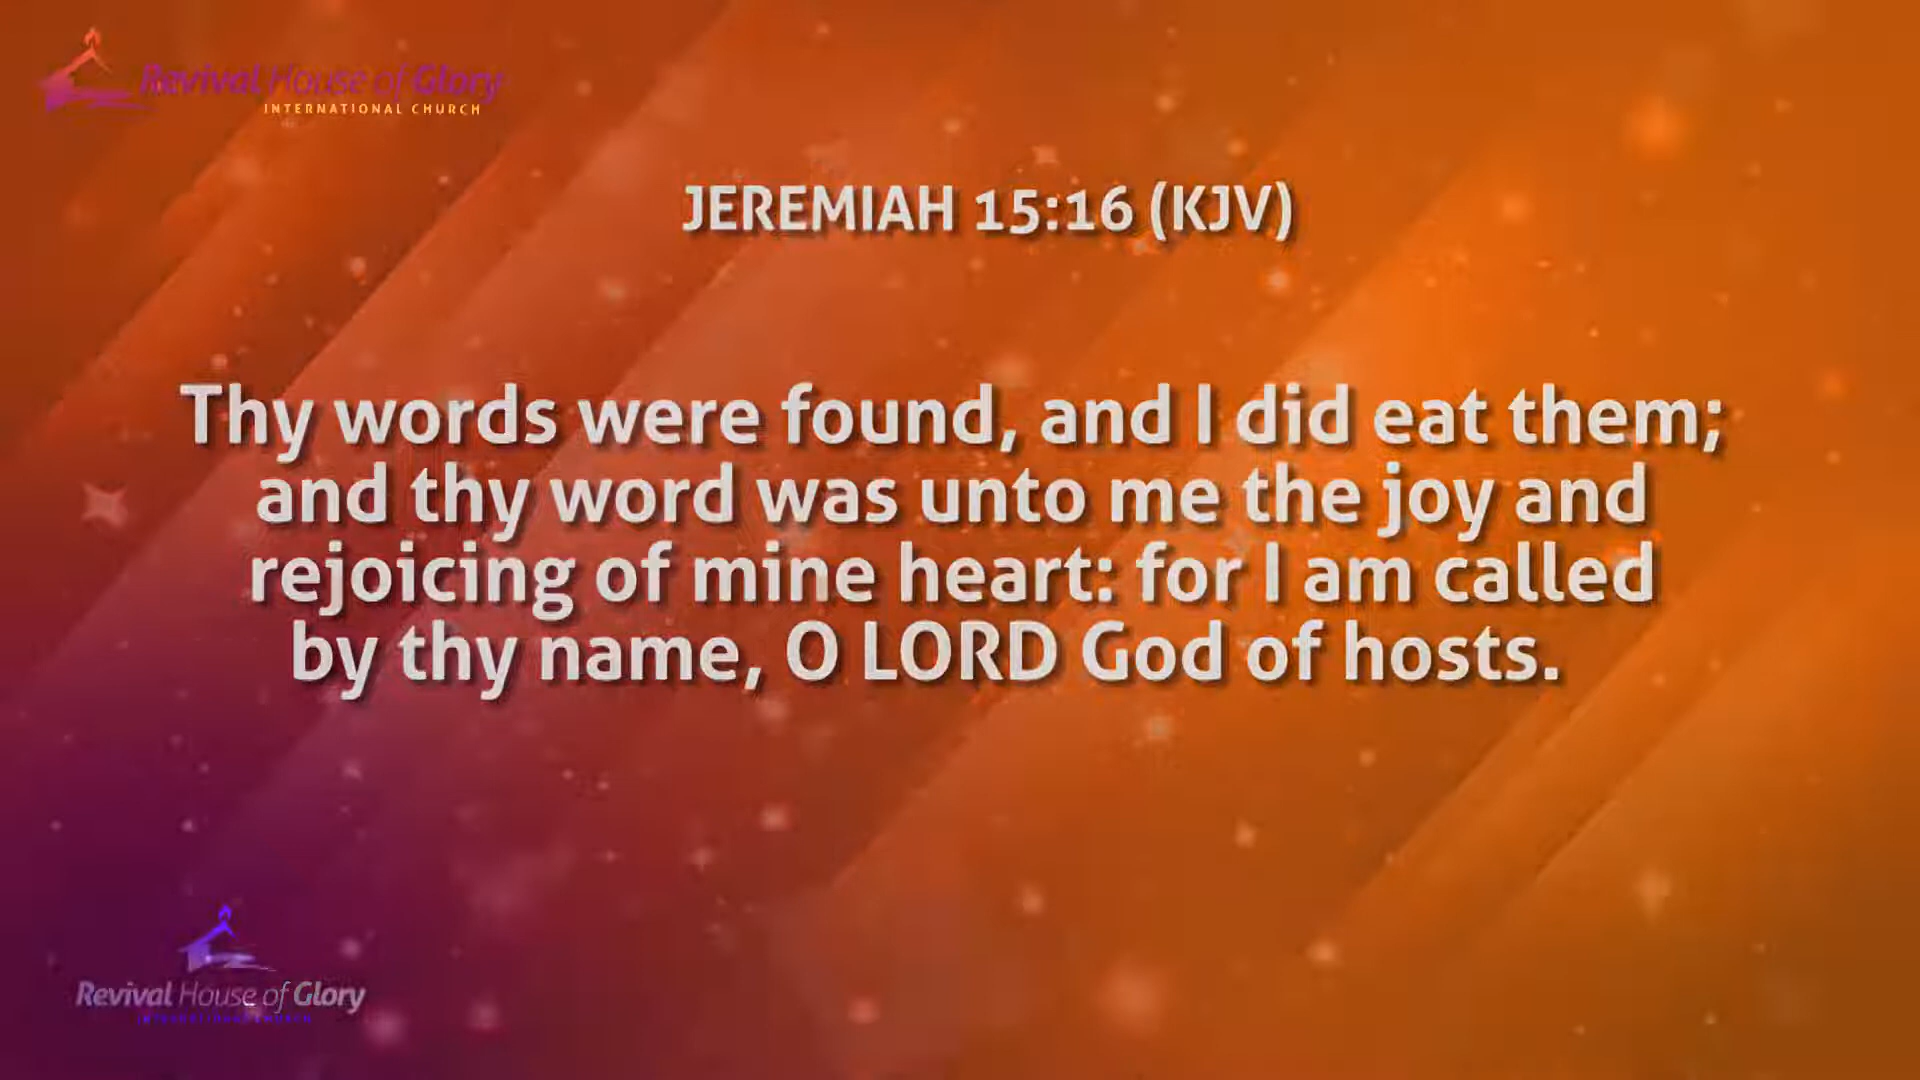 Revival House of Glory
INTERNATIONAL CHURCH
JEREMIAH 15:16 (KJV)
Thy words were found, and I did eat them;
and thy word was unto me the joy and
rejoicing of mine heart: for I am called
by thy name, O LORD God of hosts.
Revival House of Glory
INTERNATIONAL CHURCH